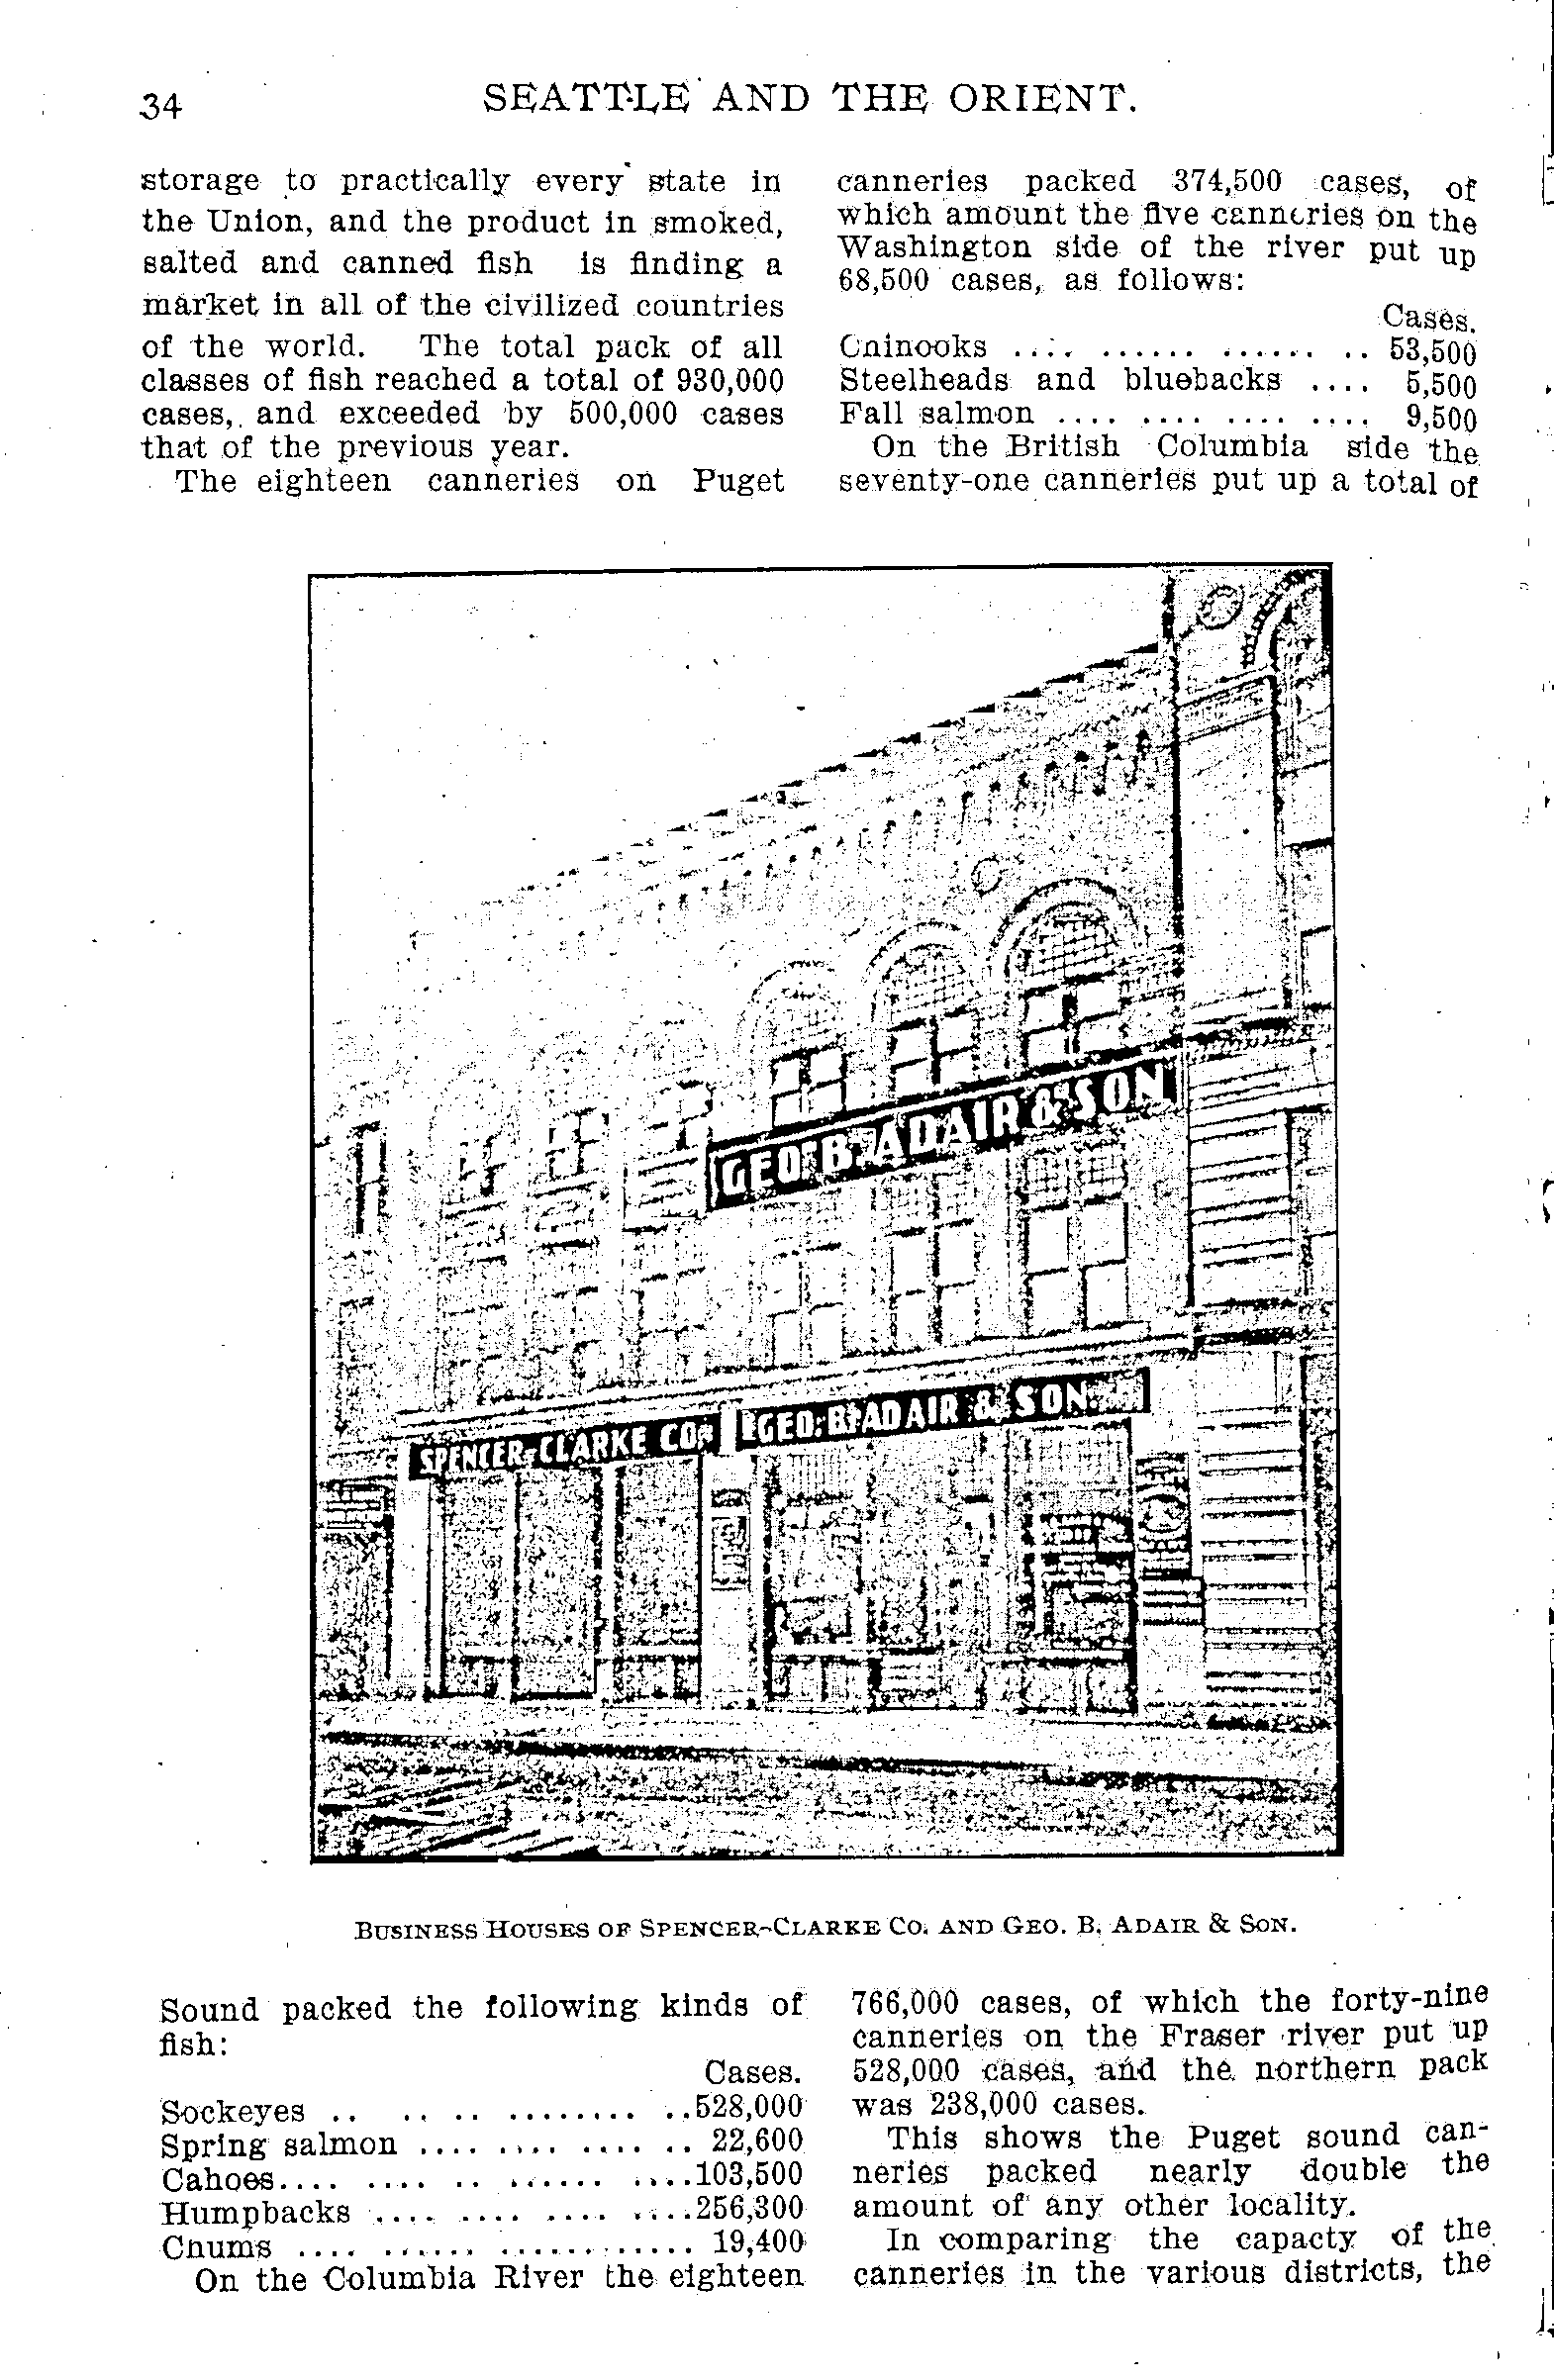 34
SEATTLE AND THE ORIENT.
storage to practically every state in
the Union, and the product in smoked,
salted and canned fish is finding a
market in all of the civilized countries
of the world. The total pack of all
classes of fish reached a total of 930,000
cases, and exceeded by 500,000 cases
that of the previous year.
The eighteen canneries on Puget
GEO. B. ADAIR & SON
SPENCER-CLARKE CO.
GEO. B. ADAIR & SON.
BUSINESS HOUSES OF SPENCER-CLARKE CO. AND GEO. B. ADAIR & SON.
Sound packed the following kinds of
fish:
Cases.
Sockeyes .. .. .. ......... ..528,000
Spring salmon .... .... .... .. 22,600
Cahoes.... .... .. ...... ....103,500
Humpbacks .... .... .... ....256,300
Chums .... ...... ............ 19,400
On the Columbia River the eighteen
canneries packed 374,500 cases, of
which amount the five canneries on the
Washington side of the river put up
68,500 cases, as follows:
Cases.
Chinooks .... ...... ...... .. 53,500
Steelheads and bluebacks .... 5,500
Fall salmon .... .... .... .... 9,500
On the British Columbia side the
seventy-one canneries put up a total of
766,000 cases, of which the forty-nine
canneries on the Fraser river put up
528,000 cases, and the northern pack
was 238,000 cases.
This shows the Puget sound can-
neries packed nearly double the
amount of any other locality.
In comparing the capacty of the
canneries in the various districts, the